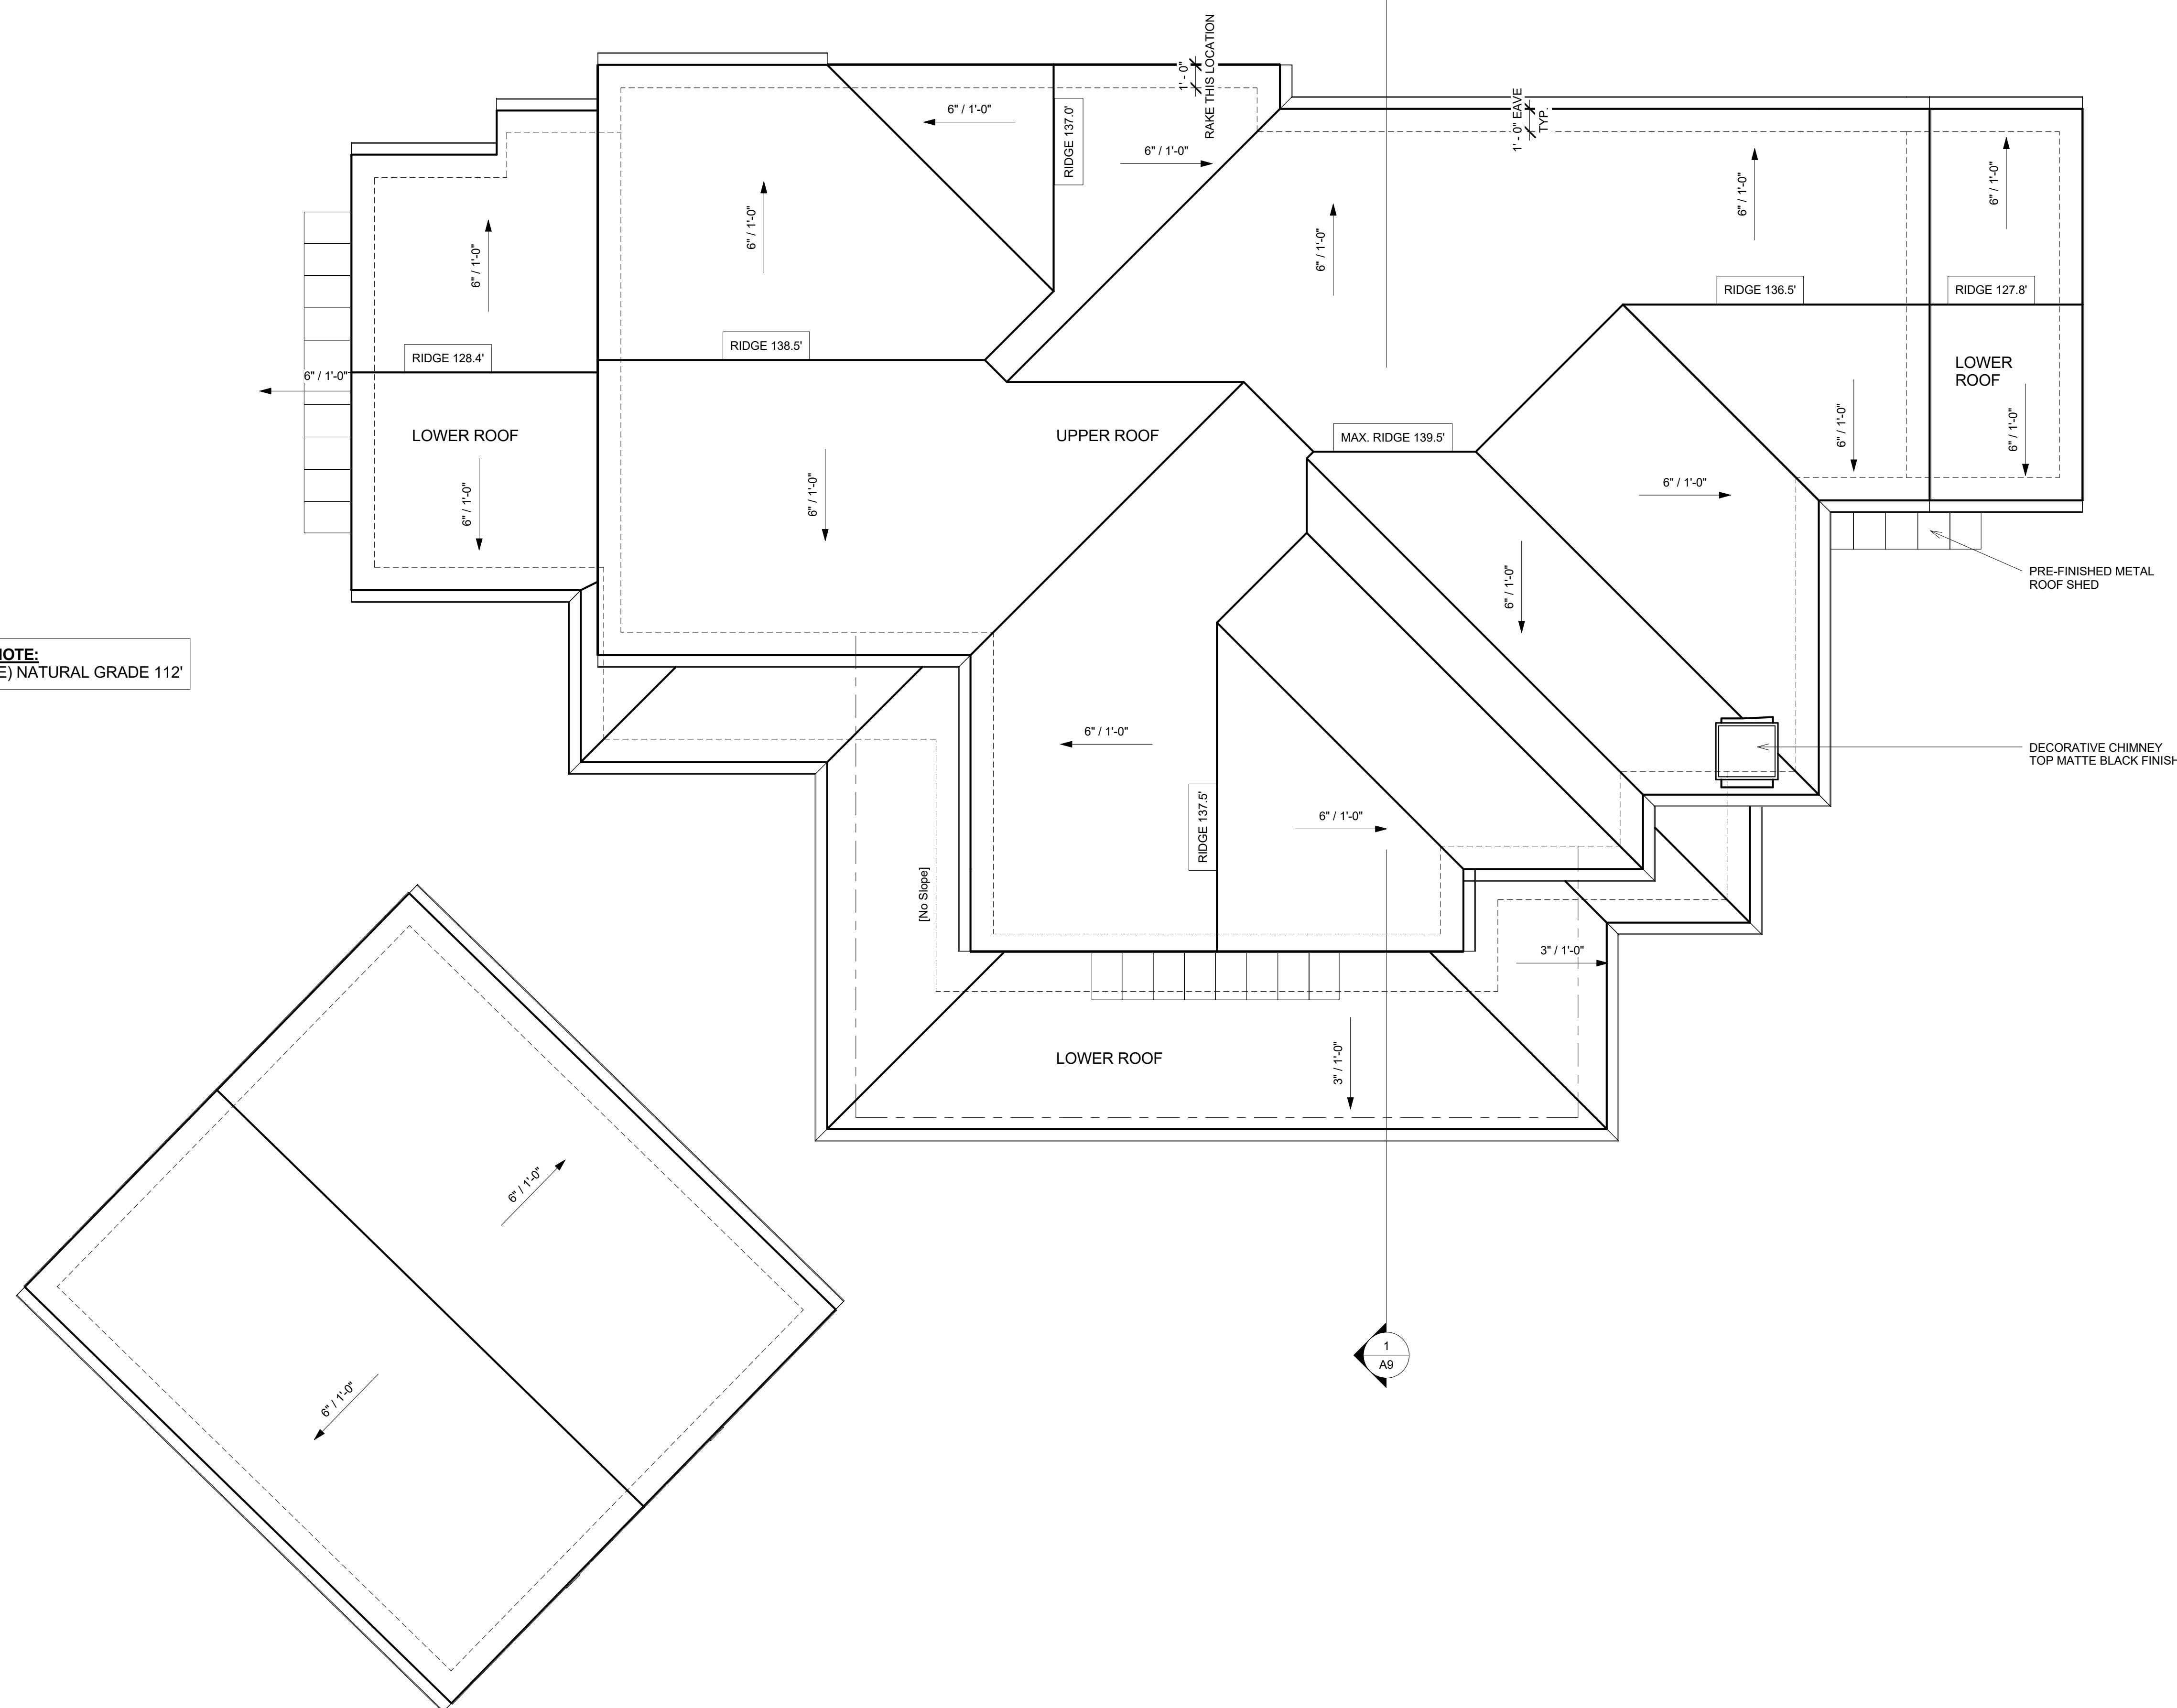 RAKE THIS LOCATION
1' - 0"
6" / 1'-0"
RIDGE 137.0'
6" / 1'-0"
1' - 0" EAVE
TYP.
6" / 1'-0"
6" / 1'-0"
6" / 1'-0"
6" / 1'-0"
6" / 1'-0"
RIDGE 136.5'
RIDGE 127.8'
RIDGE 138.5'
RIDGE 128.4'
6" / 1'-0"
LOWER
ROOF
LOWER ROOF
UPPER ROOF
MAX. RIDGE 139.5'
6" / 1'-0"
6" / 1'-0"
6" / 1'-0"
6" / 1'-0"
6" / 1'-0"
6" / 1'-0"
PRE-FINISHED METAL
ROOF SHED
NOTE:
E) NATURAL GRADE 112'
6" / 1'-0"
DECORATIVE CHIMNEY
TOP MATTE BLACK FINISH
RIDGE 137.5'
6" / 1'-0"
[No Slope]
3" / 1'-0"
LOWER ROOF
3" / 1'-0"
6" / 1'-0"
1
A9
6" / 1'-0"